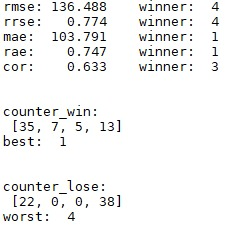 rmse: 136.488 winner: 4
rrse: 0.774 winner: 4
mae: 103.791 winner: 1
rae: 0.747 winner: 1
cor: 0.633 winner: 3
counter_win:
[35, 7, 5, 13]
best: 1
counter_lose:
[22, 0, 0, 38]
worst: 4